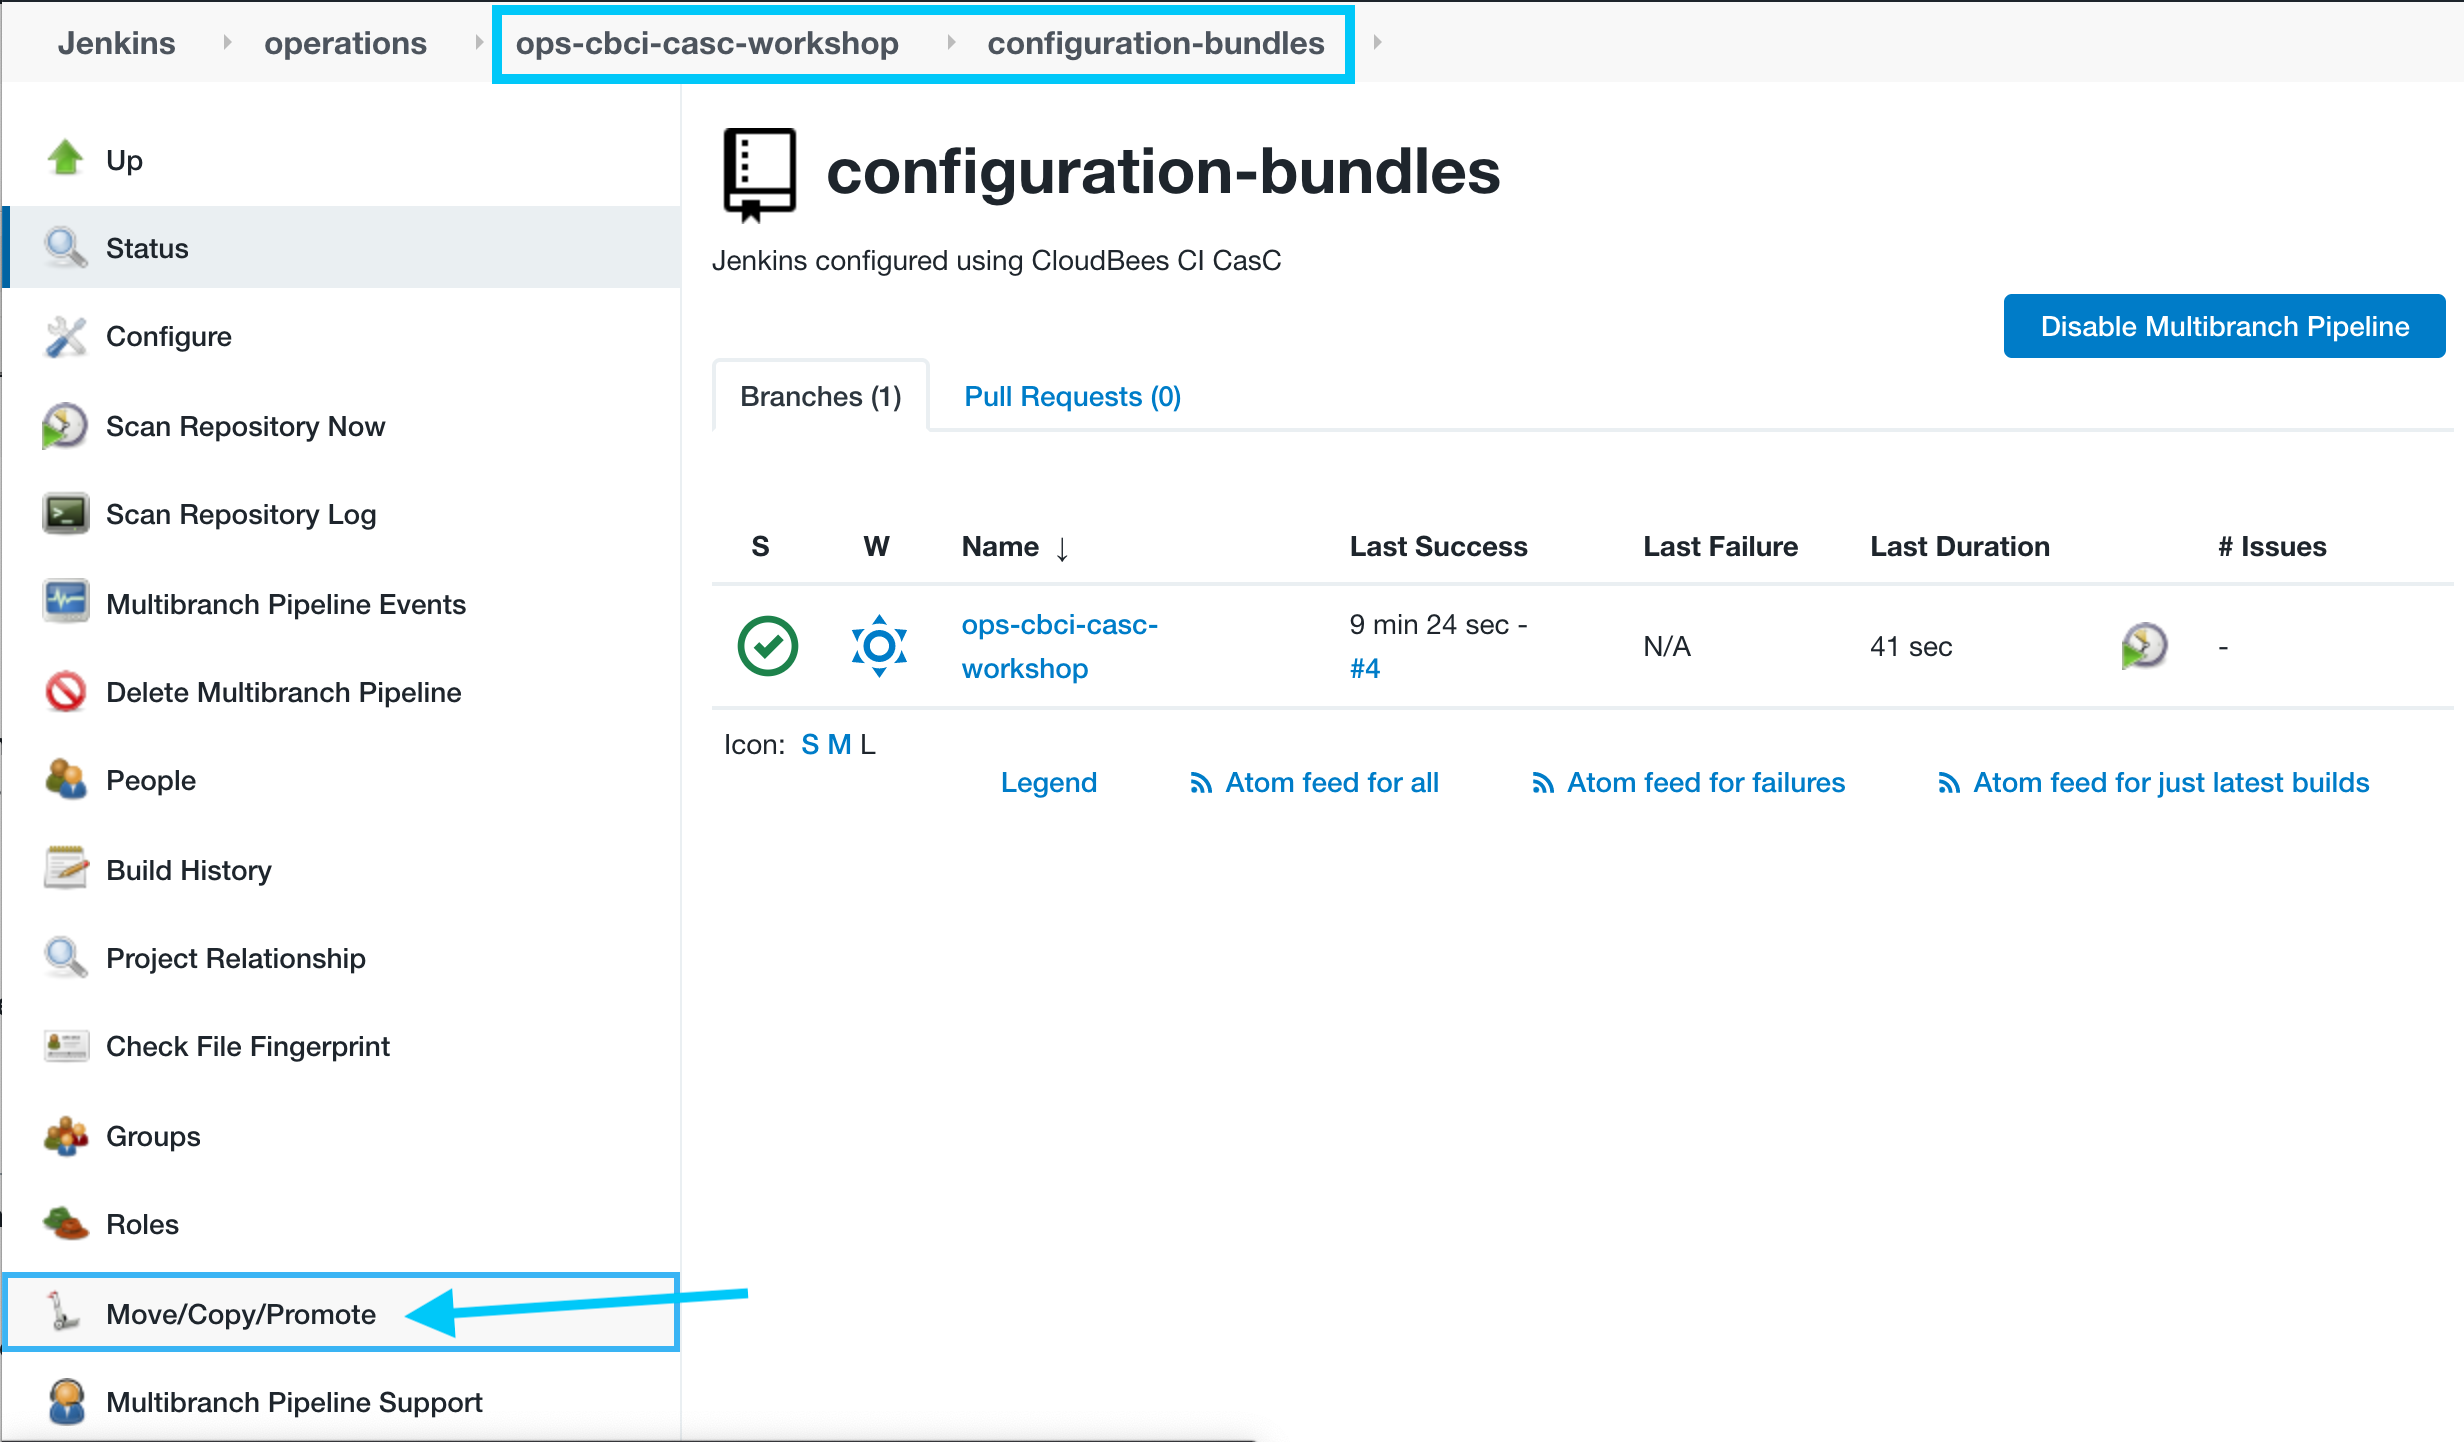 Jenkins operations ops-cbci-casc-workshop configuration-bundles
Up
Status
Configure
Scan Repository Now
Scan Repository Log
Multibranch Pipeline Events
Delete Multibranch Pipeline
People
Build History
Project Relationship
Check File Fingerprint
Groups
Roles
Move/Copy/Promote
Multibranch Pipeline Support
configuration-bundles
Jenkins configured using CloudBees CI CasC
Disable Multibranch Pipeline
Branches (1) Pull Requests (0)
S W Name ↓ Last Success Last Failure Last Duration # Issues
ops-cbci-casc-
workshop
9 min 24 sec -
#4
N/A
41 sec
-
Icon: S M L
Legend Atom feed for all Atom feed for failures Atom feed for just latest builds